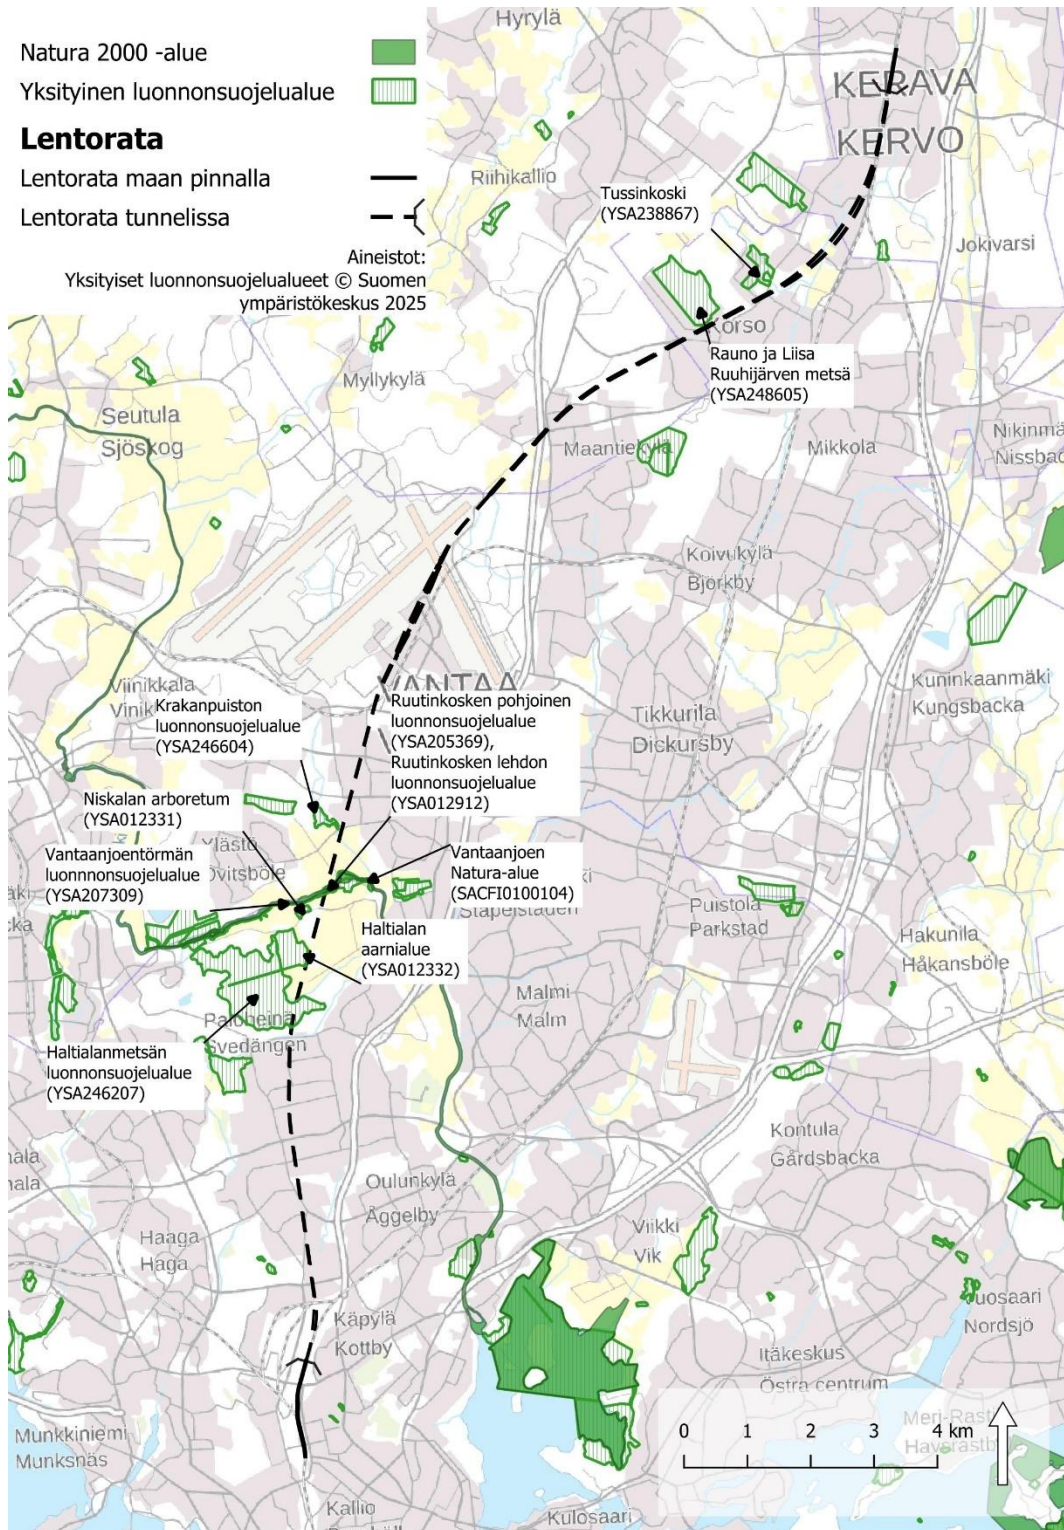 Natura 2000 -alue
Yksityinen luonnonsuojelualue
Lentorata
Lentorata maan pinnalla
Lentorata tunnelissa
Aineistot:
Yksityiset luonnonsuojelualueet © Suomen
ympäristökeskus 2025
Hyrylä
KERAVA
KERVO
Riihikallio
Tussinkoski
(YSA238867)
Jokivarsi
Korso
Rauno ja Liisa
Ruuhijärven metsä
(YSA248605)
Myllykylä
Seutula
Sjöskog
Maantiekylä
Mikkola
Koivukylä
Björkby
Viinikkala
VANTAA
Kuninkaanmäki
Kungsbacka
Tikkurila
Dickursby
Krakanpuiston
luonnonsuojelualue
(YSA246604)
Ruutinkosken pohjoinen
luonnonsuojelualue
(YSA205369),
Ruutinkosken lehdon
luonnonsuojelualue
(YSA012912)
Niskalan arboretum
(YSA012331)
Vantaanjoentörmän
luonnnonsuojelualue
(YSA207309)
Vantaanjoen
Natura-alue
(SACFI0100104)
Haltialan
aarnialue
(YSA012332)
Puistola
Parkstad
Hakunila
Håkansböle
Malmi
Malm
Haltialanmetsän
luonnonsuojelualue
(YSA246207)
Svedängen
Kontula
Gårdsbacka
Oulunkylä
Åggelby
Haaga
Haga
Viikki
Vik
Käpylä
Kottby
Nordsjö
Itäkeskus
Östra centrum
Munkkiniemi
Munksnäs
Kallio
Kulosaari
0 1 2 3 4 km